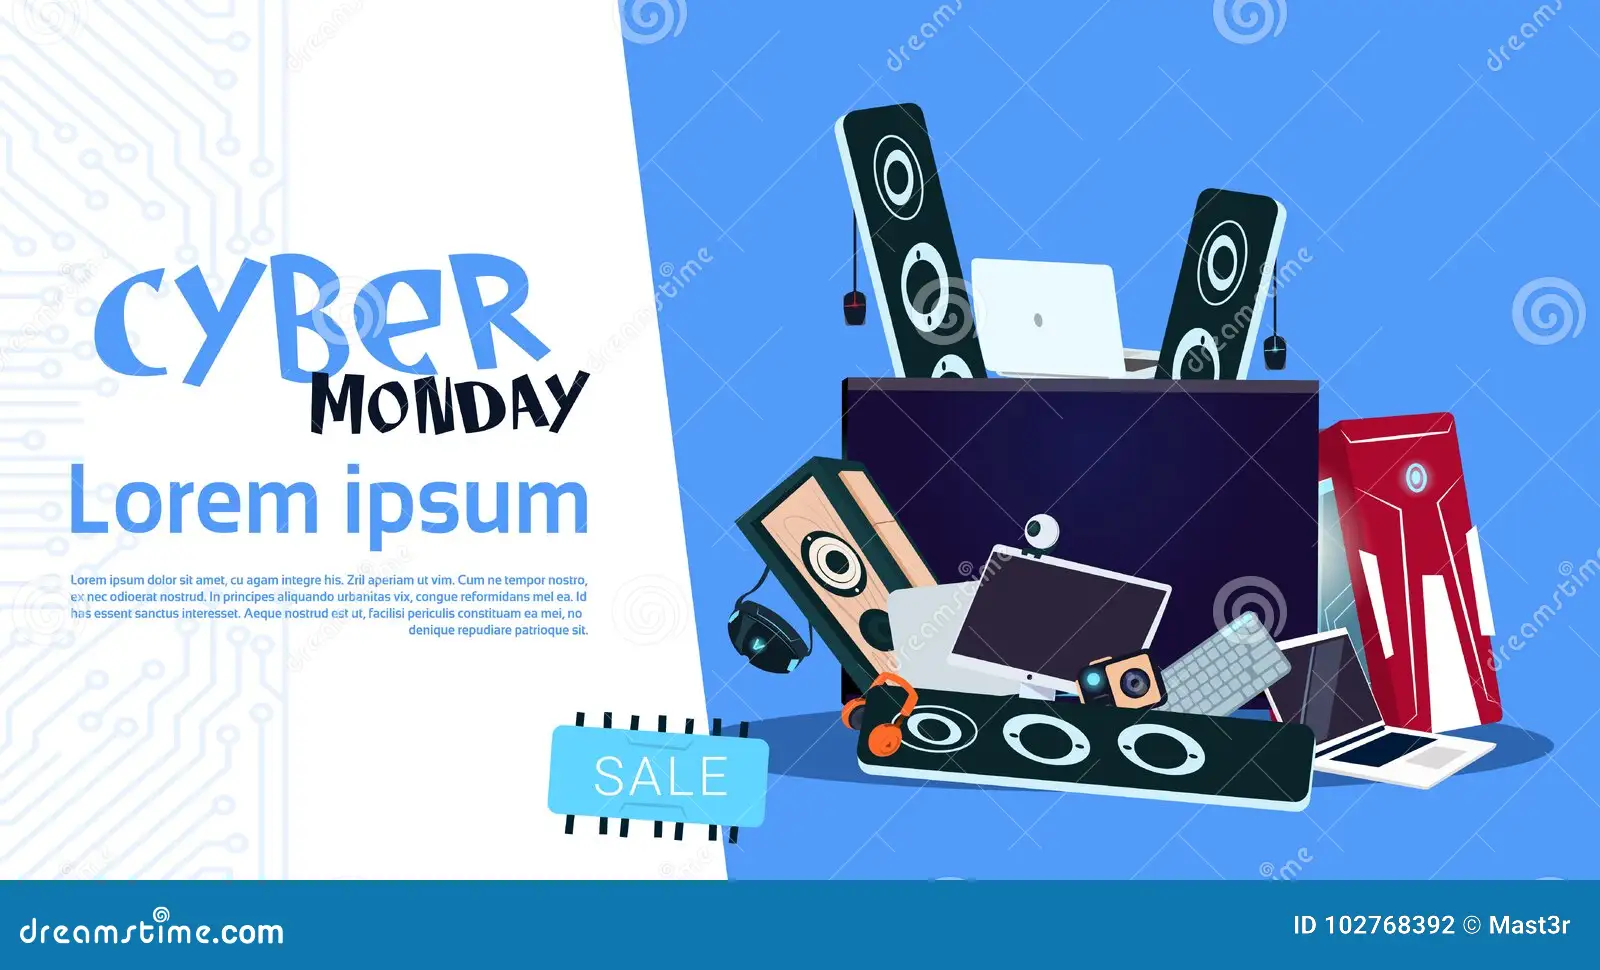 CYBER
MONDAY
Lorem ipsum
Lorem ipsum dolor sit amet, cu agam integre his. Zril aperiam ut vim. Cum ne tempor nostro,
ex nec odioerat nostrud. In principes aliquando urbanitas vix, congue reformidans mel ea. Id
has essent sanctus interesset. Aeque nostrud est ut, facilisi periculis constituam ea mei, no
denique repudiare patrioque sit.
SALE
dreamstime.com
ID 102768392 © Mast3r